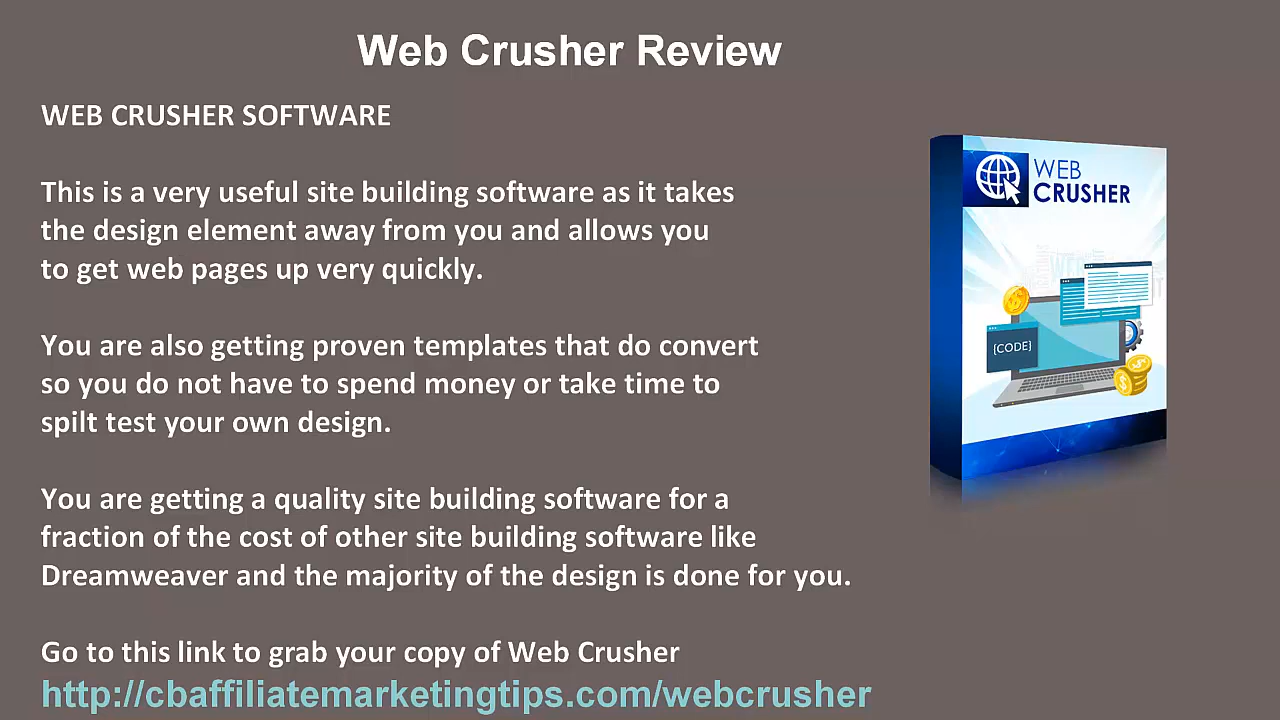 Web Crusher Review
WEB CRUSHER SOFTWARE
This is a very useful site building software as it takes
the design element away from you and allows you
to get web pages up very quickly.
You are also getting proven templates that do convert
so you do not have to spend money or take time to
spilt test your own design.
You are getting a quality site building software for a
fraction of the cost of other site building software like
Dreamweaver and the majority of the design is done for you.
Go to this link to grab your copy of Web Crusher
http://cbaffiliatemarketingtips.com/webcrusher
WEB
CRUSHER
[CODE]